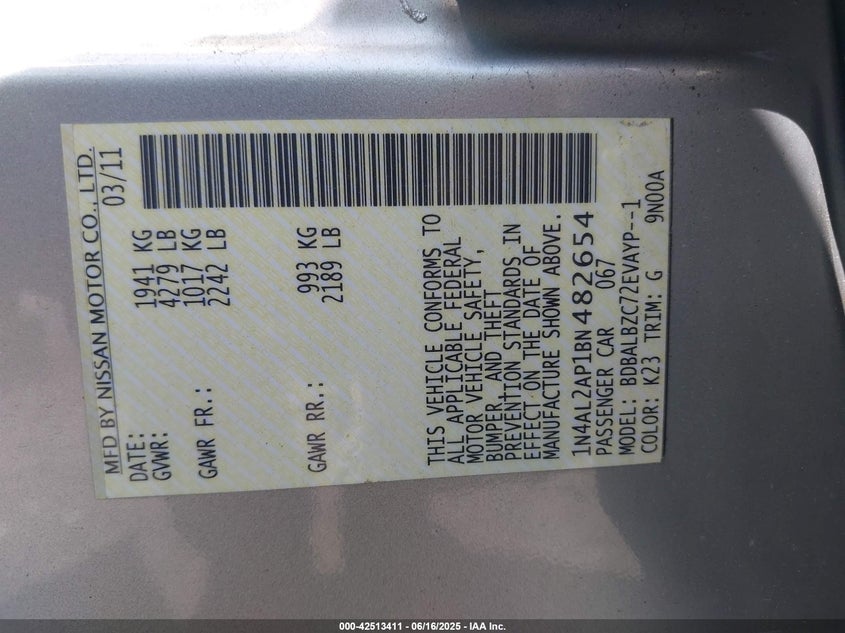 MFD BY NISSAN MOTOR CO., LTD.
DATE: 03/11
GVWR: 1941 KG
4279 LB
GAWR FR.: 1017 KG
2242 LB
GAWR RR.: 993 KG
2189 LB
THIS VEHICLE CONFORMS TO
ALL APPLICABLE FEDERAL
MOTOR VEHICLE SAFETY,
BUMPER, AND THEFT
PREVENTION STANDARDS IN
EFFECT ON THE DATE OF
MANUFACTURE SHOWN ABOVE.
1N4AL2AP1BN482654
PASSENGER CAR 067
MODEL: BDBALBZC72EVAYP--1
COLOR: K23 TRIM: G 9N00A
000-42513411 - 06/16/2025 - IAA Inc.